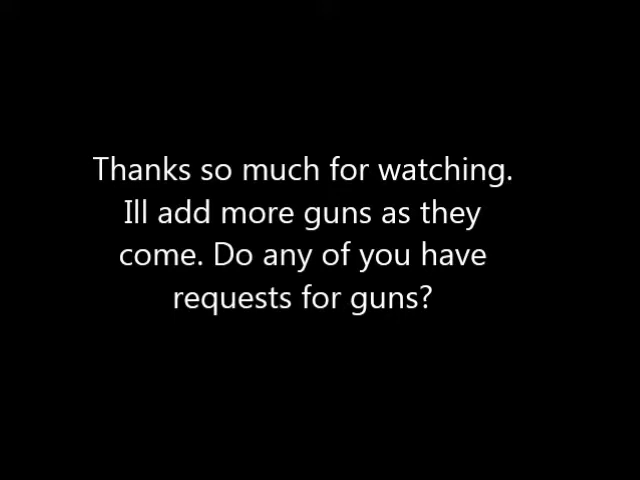 Thanks so much for watching.
Ill add more guns as they
come. Do any of you have
requests for guns?